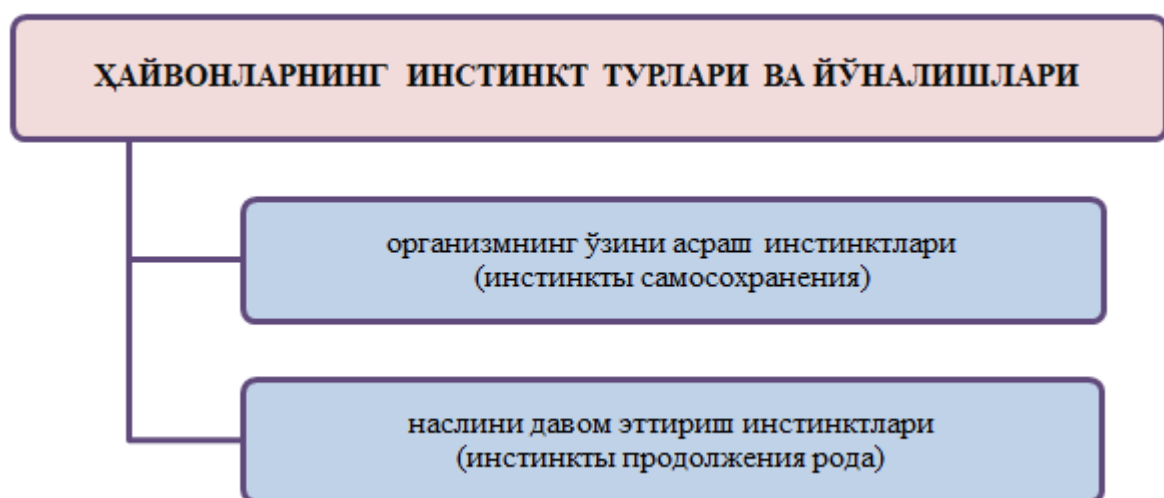 ҲАЙВОНЛАРНИНГ ИНСТИНКТ ТУРЛАРИ ВА ЙЎНАЛИШЛАРИ
организмнинг ўзини асраш инстинктлари
(инстинкты самосохранения)
наслини давом эттириш инстинктлари
(инстинкты продолжения рода)